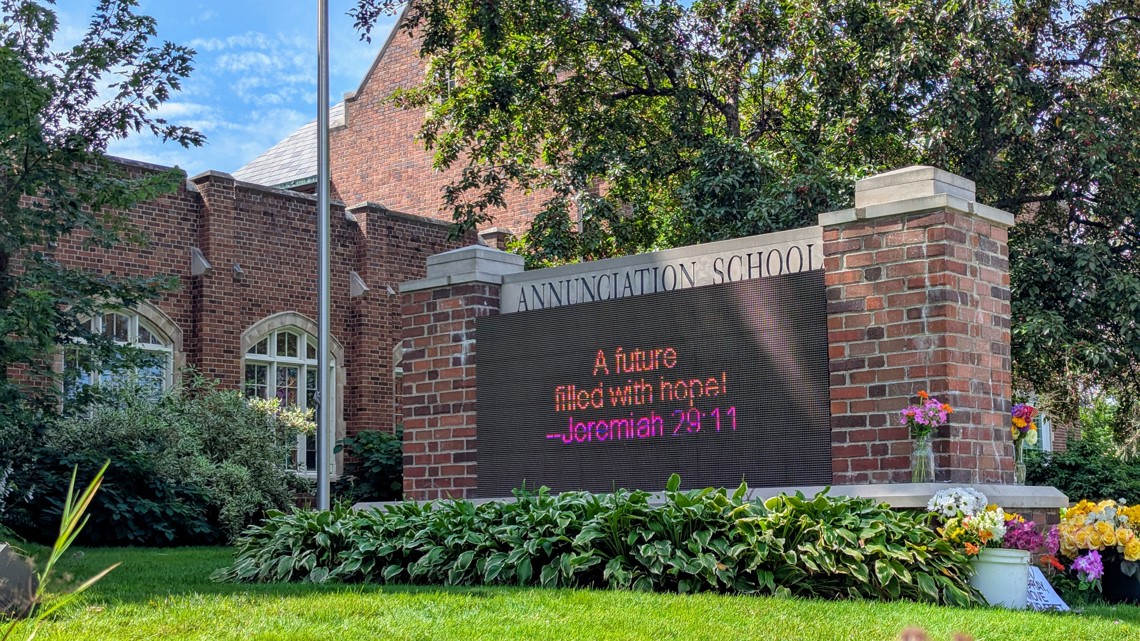 ANNUNCIATION SCHOOL
A future
filled with hope!
--Jeremiah 29:11